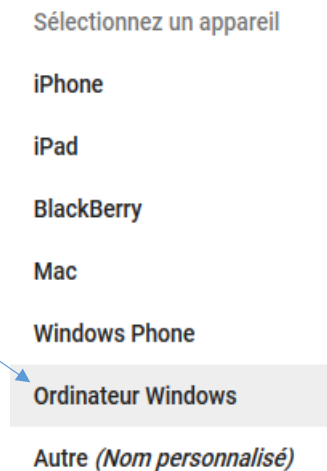 Sélectionnez un appareil
iPhone
iPad
BlackBerry
Mac
Windows Phone
Ordinateur Windows
Autre (Nom personnalisé)